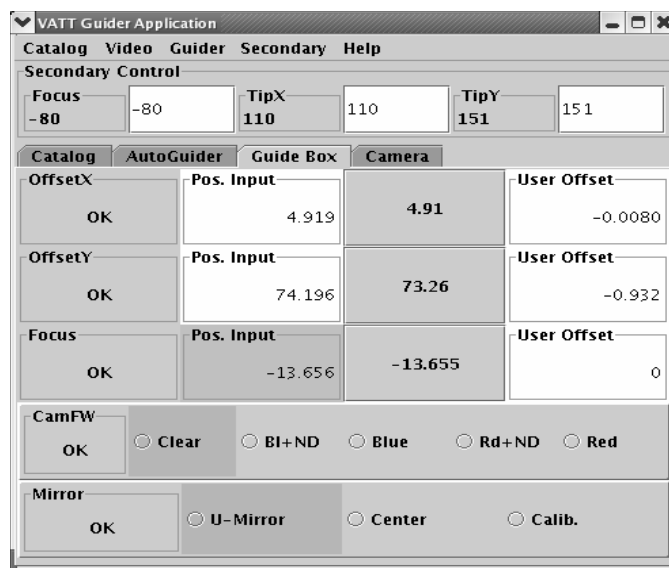 VATT Guider Application
Catalog Video Guider Secondary Help
Secondary Control
Focus TipX TipY
-80 -80 110 110 151 151
Catalog AutoGuider Guide Box Camera
OffsetX Pos. Input User Offset
OK 4.919 4.91 -0.0080
OffsetY Pos. Input User Offset
OK 74.196 73.26 -0.932
Focus Pos. Input User Offset
OK -13.656 -13.655 0
CamFW
OK Clear Bl+ND Blue Rd+ND Red
Mirror
OK U-Mirror Center Calib.